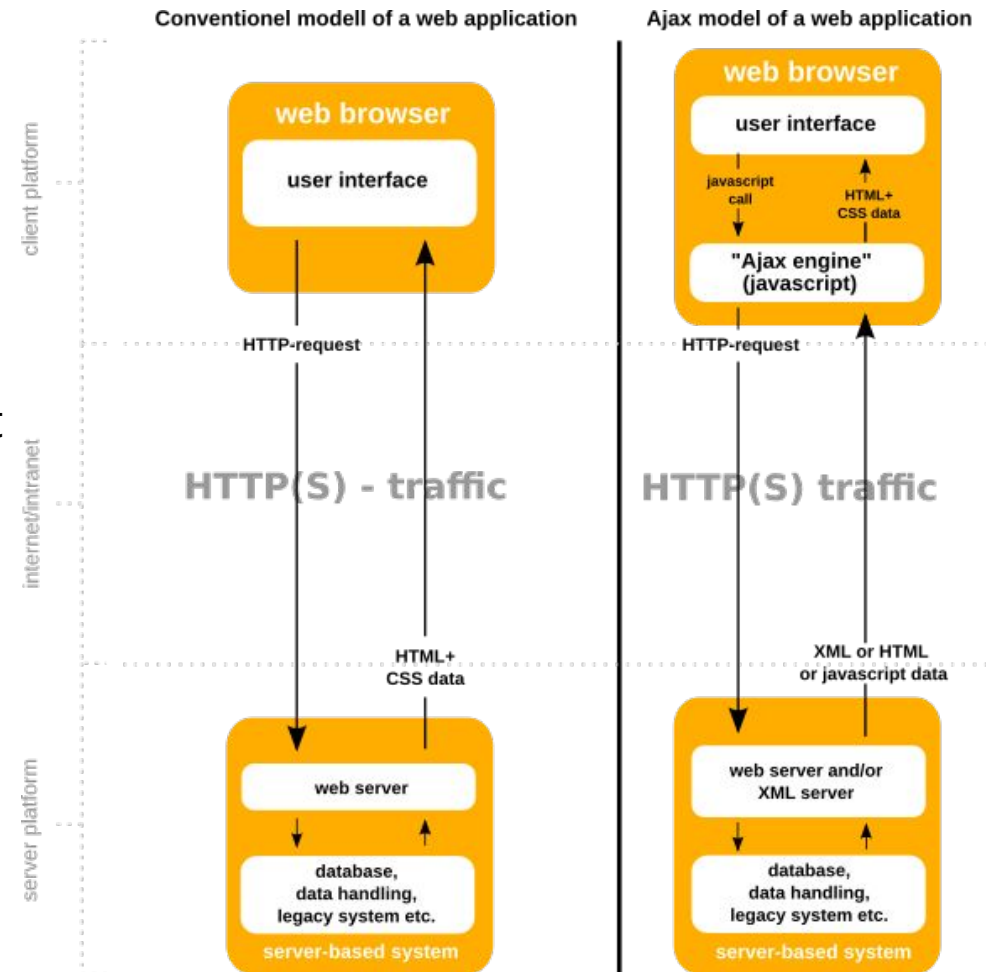 Conventionel modell of a web application
web browser
user interface
HTTP-request
HTTP(S) - traffic
HTML+
CSS data
web server
database,
data handling,
legacy system etc.
server-based system
Ajax model of a web application
web browser
user interface
javascript
call
HTML+
CSS data
"Ajax engine"
(javascript)
HTTP-request
HTTP(S) traffic
XML or HTML
or javascript data
web server and/or
XML server
database,
data handling,
legacy system etc.
server-based system
client platform
internet/intranet
server platform